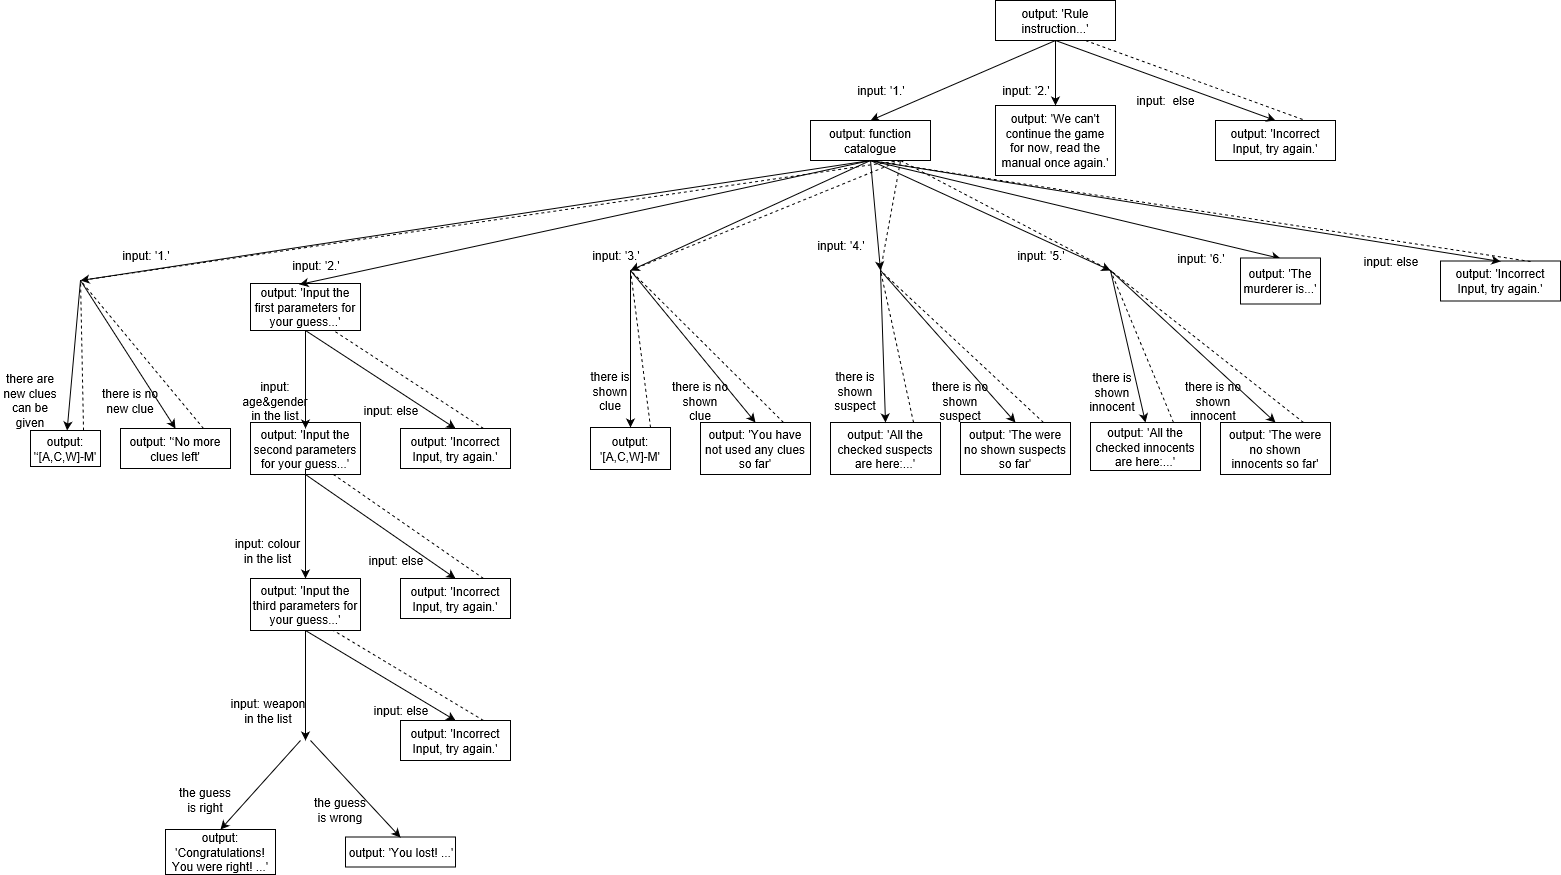 output: 'Rule
instruction...'
input: '1.'
input: '2.'
input:  else
output: function
catalogue
output: 'We can't
continue the game
for now, read the
manual once again.'
output: 'Incorrect
Input, try again.'
input: '1.'
input: '2.'
input: '3.'
input: '4.'
input: '5.'
input: '6.'
input: else
output: 'Input the
first parameters for
your guess...'
output: 'The
murderer is...'
output: 'Incorrect
Input, try again.'
there are
new clues
can be
given
there is no
new clue
input:
age&gender
in the list
input: else
there is
shown
clue
there is no
shown
clue
there is
shown
suspect
there is no
shown
suspect
there is
shown
innocent
there is no
shown
innocent
output:
'‘[A,C,W]-M'
output: '‘No more
clues left'
output: 'Input the
second parameters
for your guess...'
output: 'Incorrect
Input, try again.'
output:
'[A,C,W]-M'
output: 'You have
not used any clues
so far'
output: 'All the
checked suspects
are here:...'
output: 'The were
no shown suspects
so far'
output: 'All the
checked innocents
are here:...'
output: 'The were
no shown
innocents so far'
input: colour
in the list
input: else
output: 'Input the
third parameters for
your guess...'
output: 'Incorrect
Input, try again.'
input: weapon
in the list
input: else
output: 'Incorrect
Input, try again.'
the guess
is right
the guess
is wrong
output:
'Congratulations!
You were right! ...'
output: 'You lost! ...'